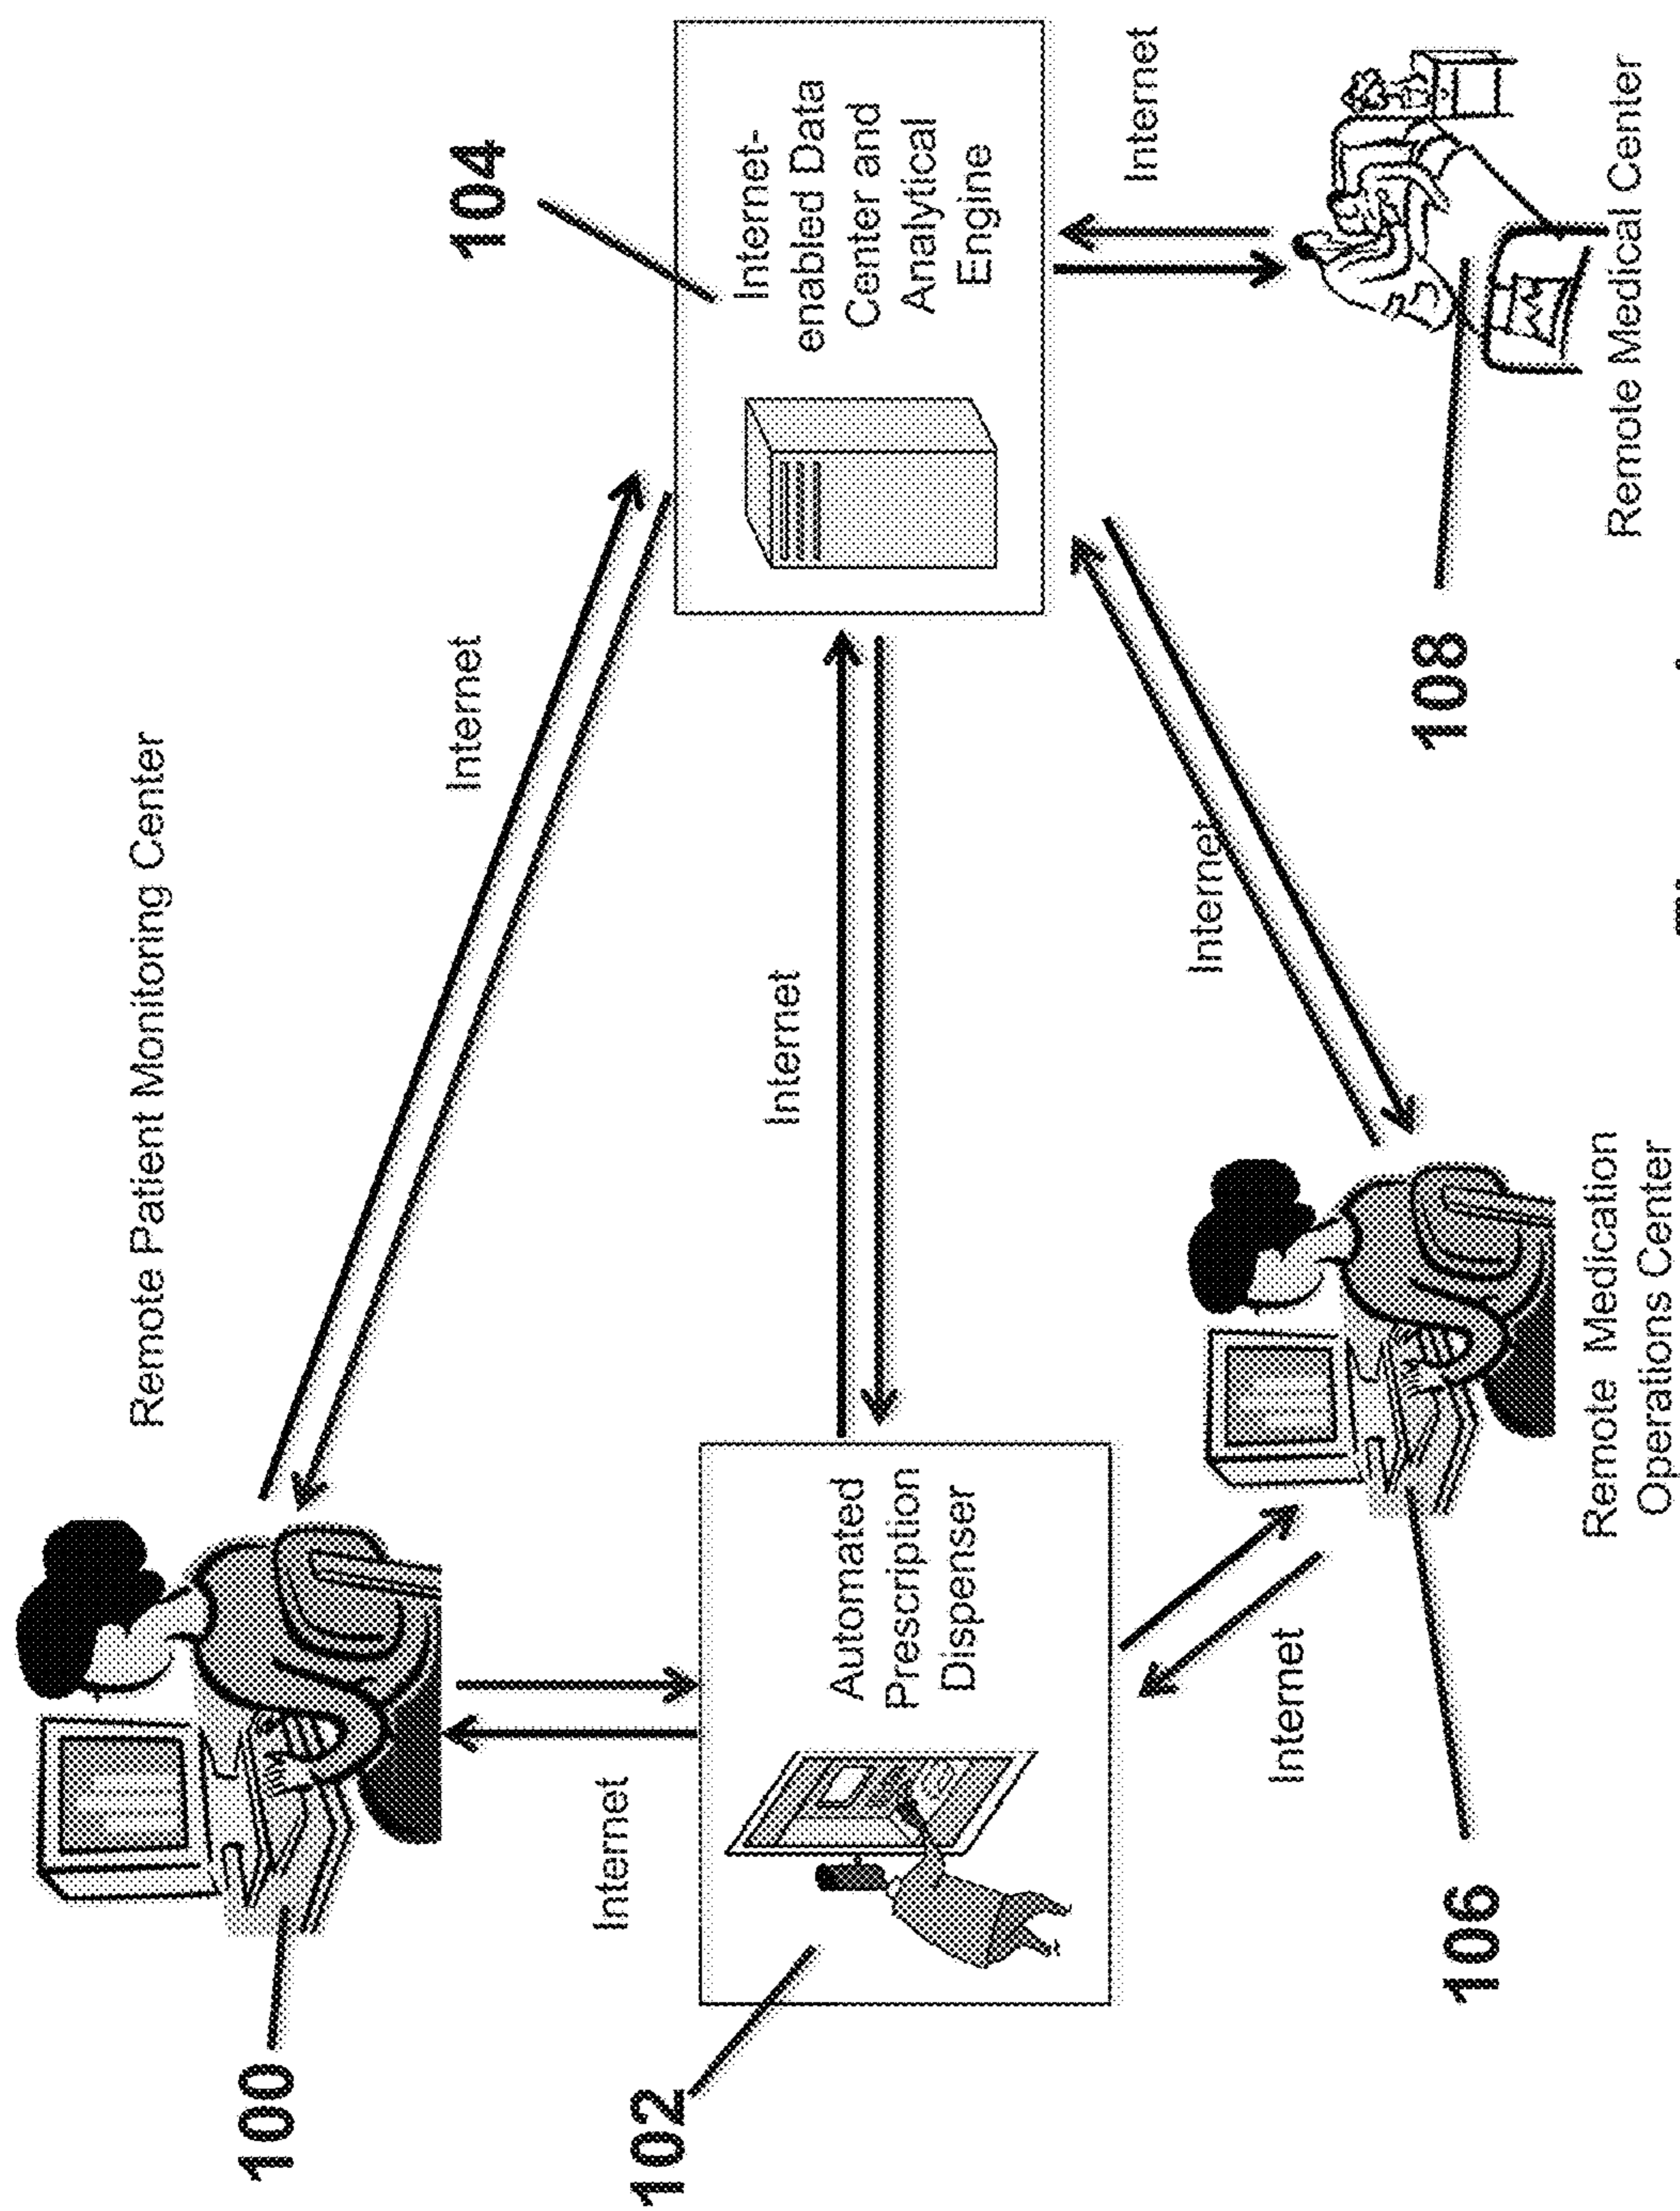 Remote Patient Monitoring Center
100
Internet
104
Internet
102
Automated
Prescription
Dispenser
Internet
Internet-
enabled Data
Center and
Analytical
Engine
Internet
Internet
Internet
106
Remote Medication
Operations Center
108
Remote Medical Center